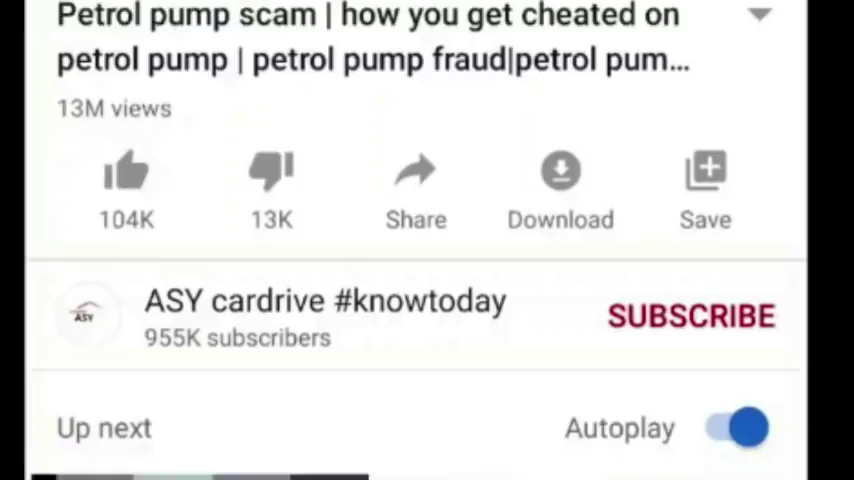 Petrol pump scam | how you get cheated on
petrol pump | petrol pump fraud|petrol pum...
13M views
104K 13K Share Download Save
ASY
ASY cardrive #knowtoday
955K subscribers
SUBSCRIBE
Up next Autoplay